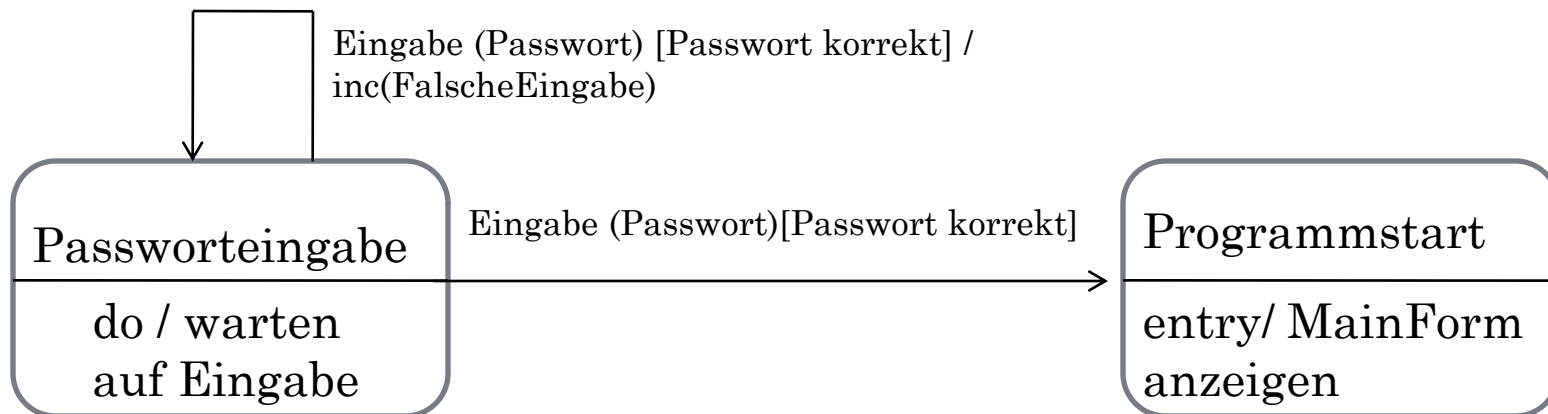 Eingabe (Passwort) [Passwort korrekt] /
inc(FalscheEingabe)
Passworteingabe
do / warten
auf Eingabe
Eingabe (Passwort)[Passwort korrekt]
Programmstart
entry/ MainForm
anzeigen